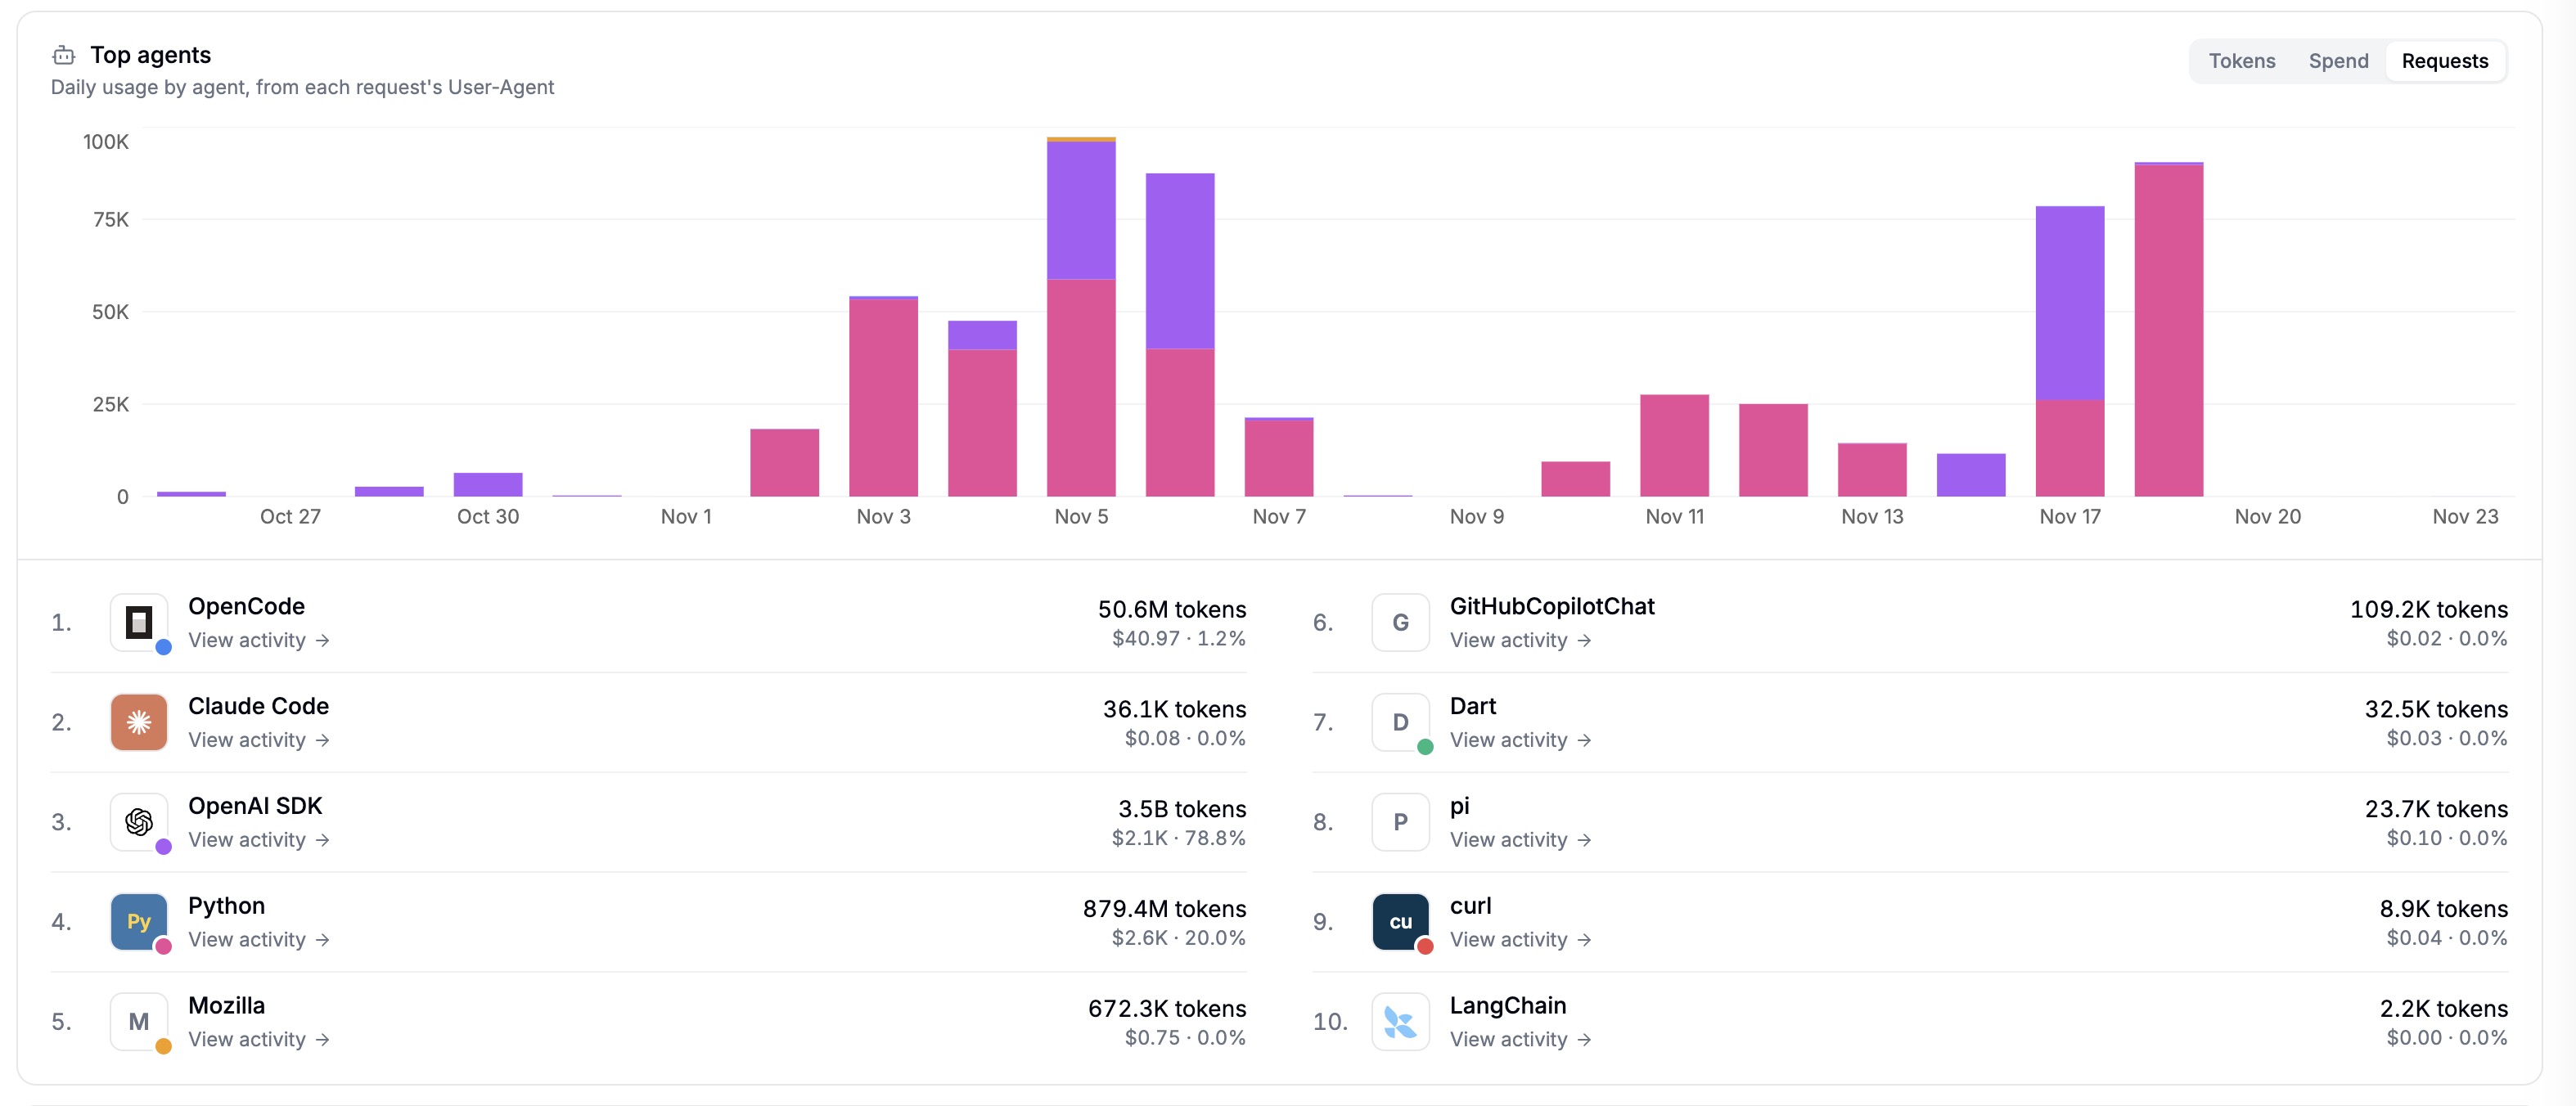 Top agents
Daily usage by agent, from each request's User-Agent
Tokens Spend Requests
100K
75K
50K
25K
0
Oct 27 Oct 30 Nov 1 Nov 3 Nov 5 Nov 7 Nov 9 Nov 11 Nov 13 Nov 17 Nov 20 Nov 23
1.
OpenCode
View activity →
50.6M tokens
$40.97 · 1.2%
2.
Claude Code
View activity →
36.1K tokens
$0.08 · 0.0%
3.
OpenAI SDK
View activity →
3.5B tokens
$2.1K · 78.8%
4.
Py
Python
View activity →
879.4M tokens
$2.6K · 20.0%
5.
M
Mozilla
View activity →
672.3K tokens
$0.75 · 0.0%
6.
G
GitHubCopilotChat
View activity →
109.2K tokens
$0.02 · 0.0%
7.
D
Dart
View activity →
32.5K tokens
$0.03 · 0.0%
8.
P
pi
View activity →
23.7K tokens
$0.10 · 0.0%
9.
cu
curl
View activity →
8.9K tokens
$0.04 · 0.0%
10.
LangChain
View activity →
2.2K tokens
$0.00 · 0.0%